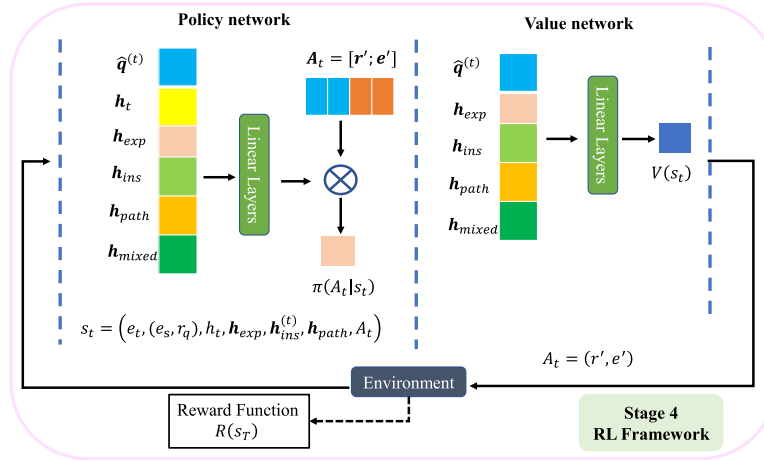 Policy network
q̂^(t)
h_t
h_exp
h_ins
h_path
h_mixed
Linear Layers
A_t = [r′; e′]
π(A_t|s_t)
s_t = (e_t, (e_s, r_q), h_t, h_exp, h_ins^(t), h_path, A_t)
Value network
q̂^(t)
h_exp
h_ins
h_path
h_mixed
Linear Layers
V(s_t)
A_t = (r′, e′)
Environment
Reward Function
R(s_T)
Stage 4
RL Framework